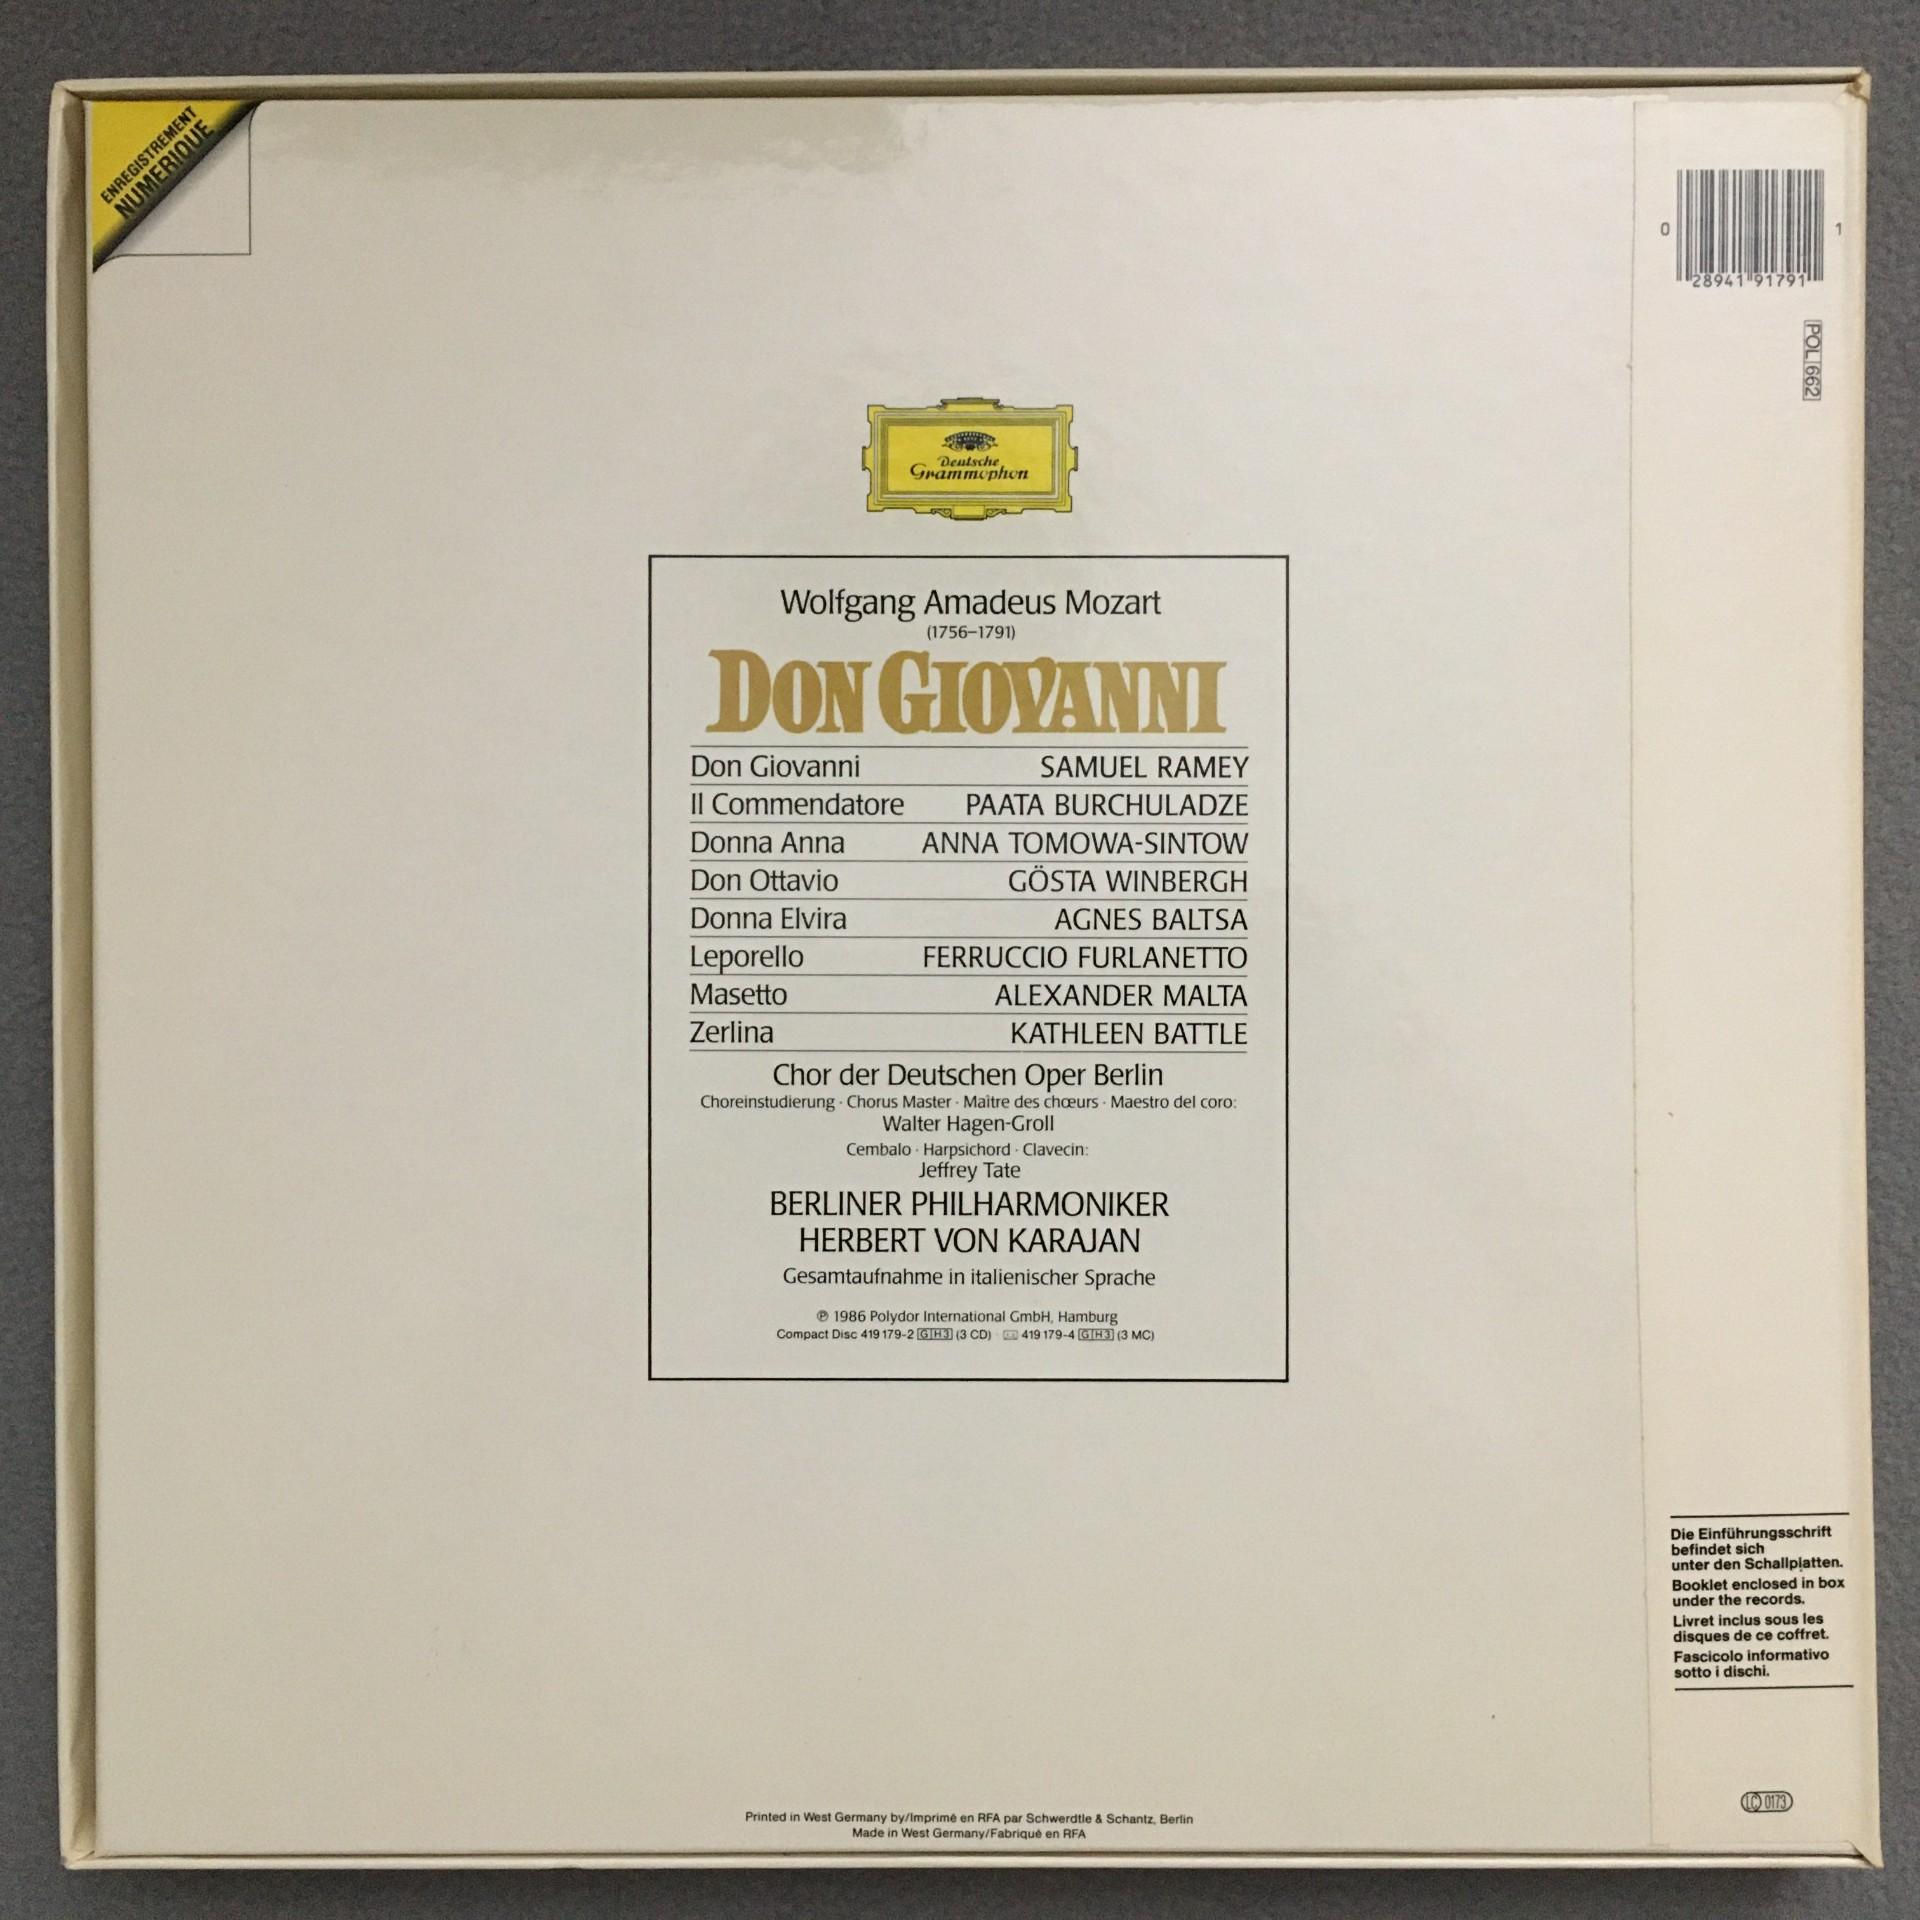 ENREGISTREMENT
NUMERIQUE
0 28941 91791 1
POL 662
Deutsche
Grammophon
Wolfgang Amadeus Mozart
(1756–1791)
DON GIOVANNI
Don Giovanni SAMUEL RAMEY
Il Commendatore PAATA BURCHULADZE
Donna Anna ANNA TOMOWA-SINTOW
Don Ottavio GÖSTA WINBERGH
Donna Elvira AGNES BALTSA
Leporello FERRUCCIO FURLANETTO
Masetto ALEXANDER MALTA
Zerlina KATHLEEN BATTLE
Chor der Deutschen Oper Berlin
Choreinstudierung · Chorus Master · Maître des chœurs · Maestro del coro:
Walter Hagen-Groll
Cembalo · Harpsichord · Clavecin:
Jeffrey Tate
BERLINER PHILHARMONIKER
HERBERT VON KARAJAN
Gesamtaufnahme in italienischer Sprache
℗ 1986 Polydor International GmbH, Hamburg
Compact Disc 419 179-2 GH3 (3 CD) · 419 179-4 GH3 (3 MC)
Die Einführungsschrift
befindet sich
unter den Schallplatten.
Booklet enclosed in box
under the records.
Livret inclus sous les
disques de ce coffret.
Fascicolo informativo
sotto i dischi.
LC 0173
Printed in West Germany by/Imprimé en RFA par Schwerdtle & Schantz, Berlin
Made in West Germany/Fabriqué en RFA